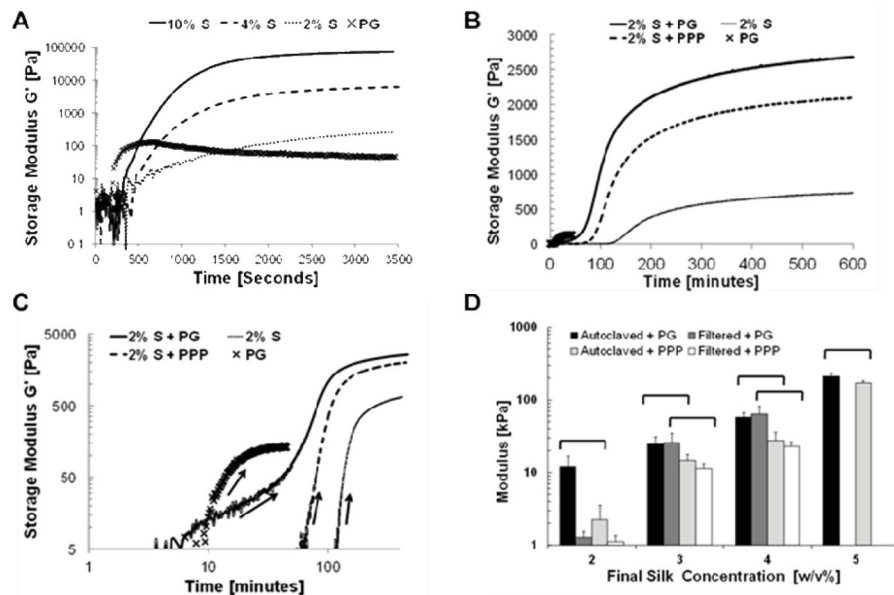 A
10% S 4% S 2% S PG
Storage Modulus G' [Pa]
100000
10000
1000
100
10
1
0 1
0 500 1000 1500 2000 2500 3000 3500
Time [Seconds]
B
2% S + PG 2% S
2% S + PPP PG
Storage Modulus G' [Pa]
3000
2500
2000
1500
1000
500
0
0 100 200 300 400 500 600
Time [minutes]
C
2% S + PG 2% S
2% S + PPP PG
Storage Modulus G' [Pa]
5000
500
50
5
1 10 100
Time [minutes]
D
Autoclaved + PG Filtered + PG
Autoclaved + PPP Filtered + PPP
Modulus [kPa]
1000
100
10
1
2 3 4 5
Final Silk Concentration [w/v%]